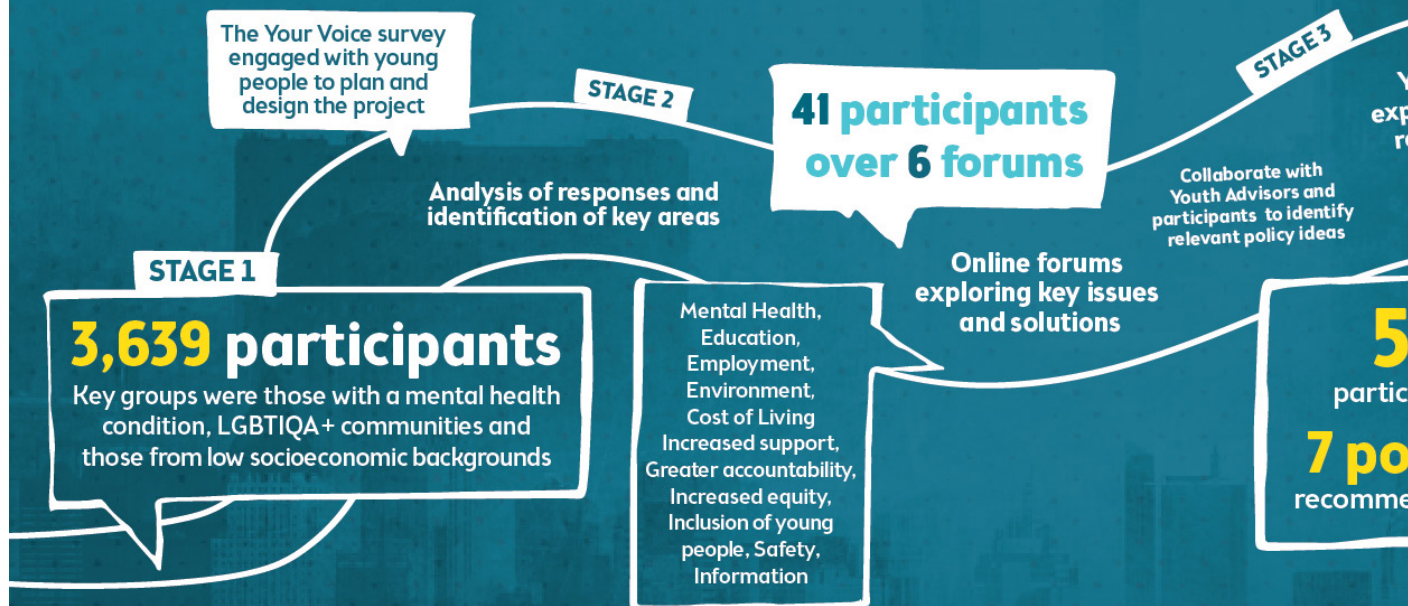 The Your Voice survey
engaged with young
people to plan and
design the project
STAGE 1
3,639 participants
Key groups were those with a mental health
condition, LGBTIQA+ communities and
those from low socioeconomic backgrounds
STAGE 2
Analysis of responses and
identification of key areas
Mental Health,
Education,
Employment,
Environment,
Cost of Living
Increased support,
Greater accountability,
Increased equity,
Inclusion of young
people, Safety,
Information
41 participants
over 6 forums
Online forums
exploring key issues
and solutions
STAGE 3
Collaborate with
Youth Advisors and
participants to identify
relevant policy ideas
7